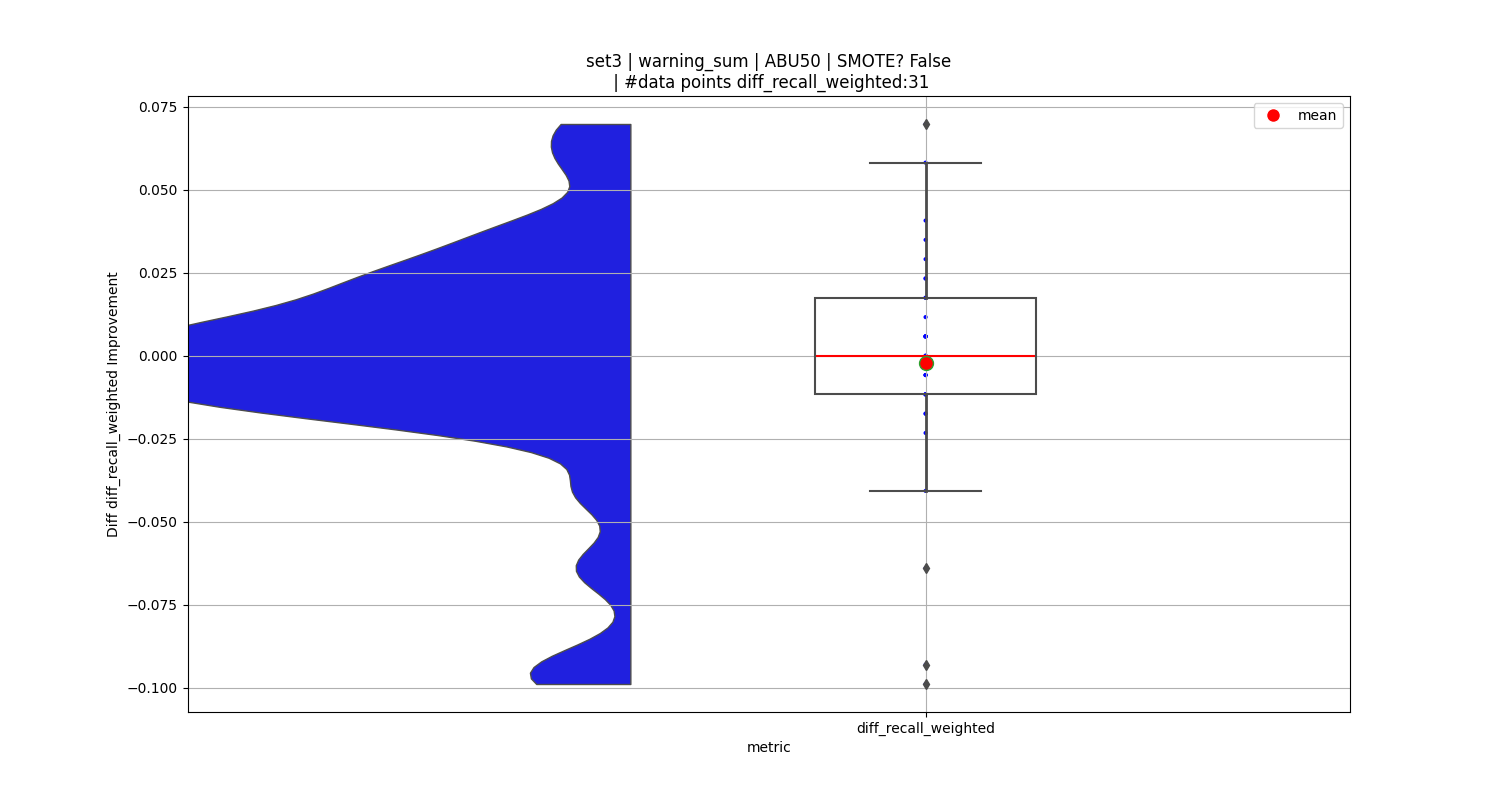 set3 | warning_sum | ABU50 | SMOTE? False
| #data points diff_recall_weighted:31
mean
0.075
0.050
0.025
0.000
−0.025
−0.050
−0.075
−0.100
Diff diff_recall_weighted Improvement
diff_recall_weighted
metric